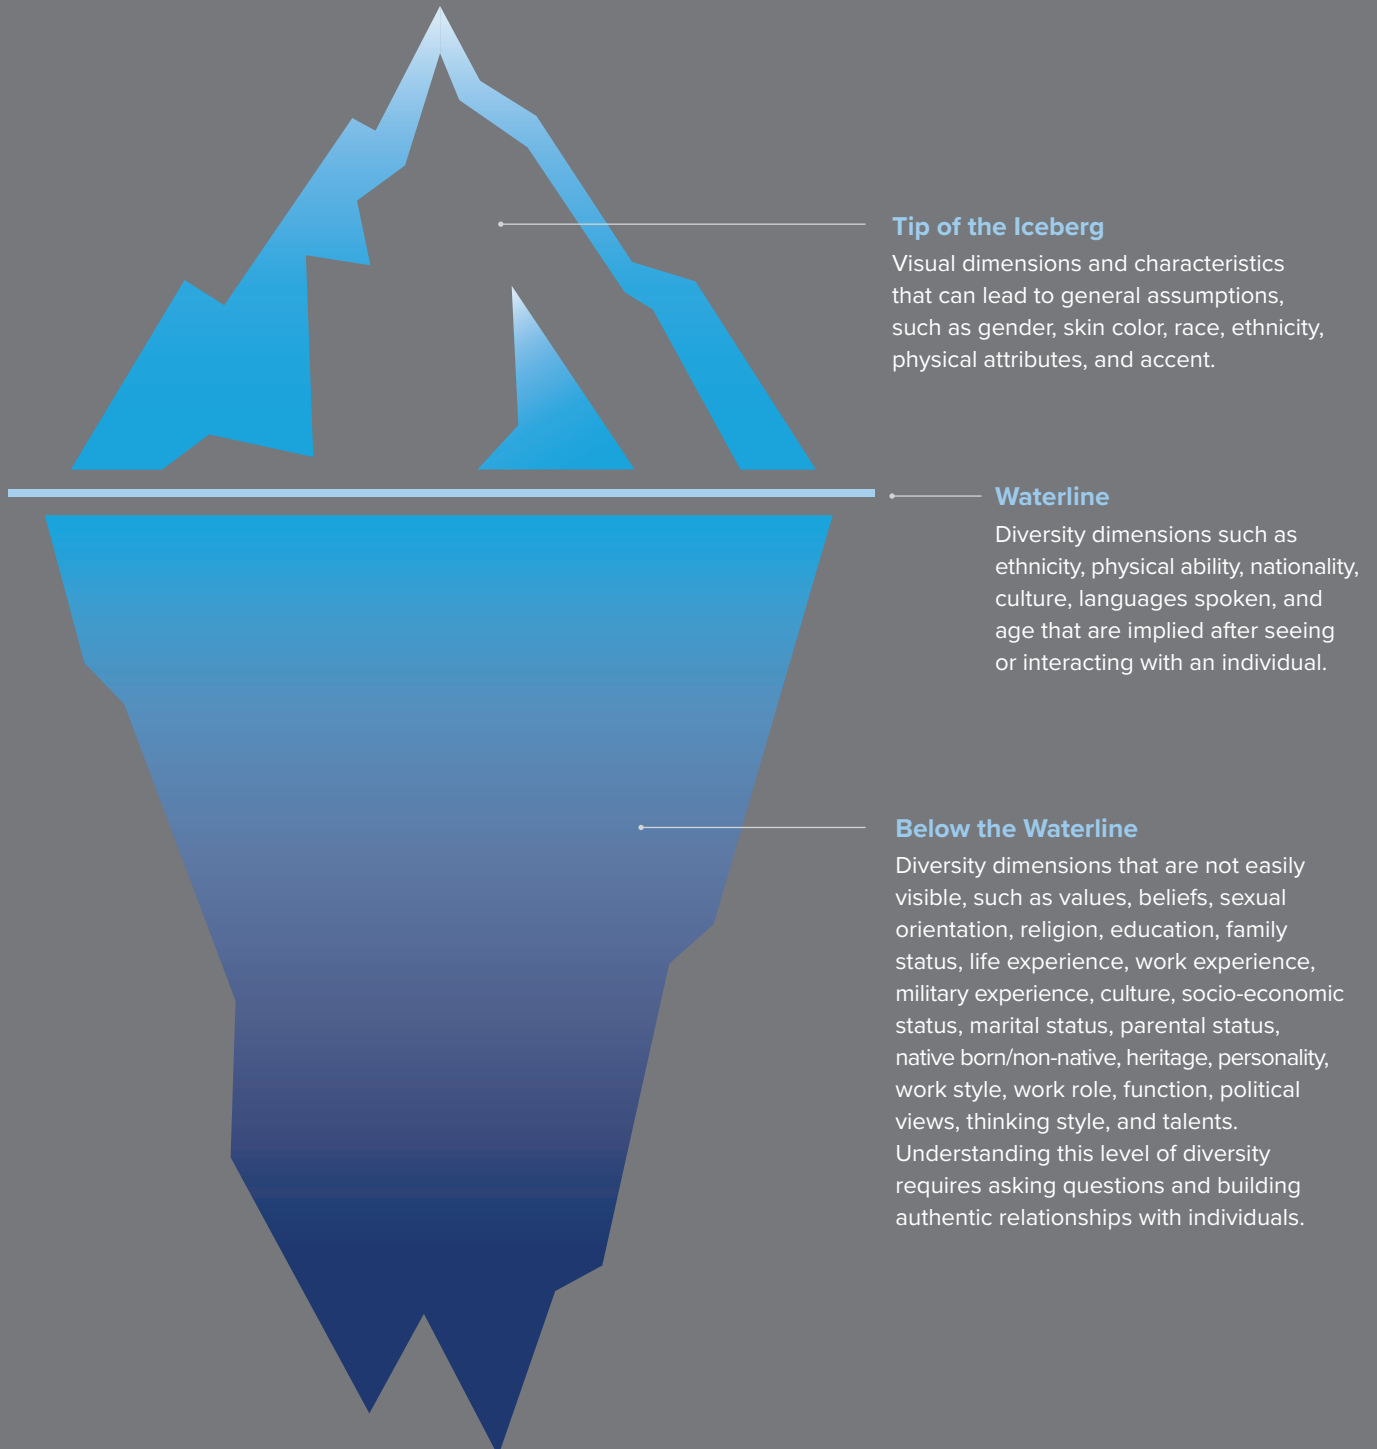 Tip of the Iceberg
Visual dimensions and characteristics
that can lead to general assumptions,
such as gender, skin color, race, ethnicity,
physical attributes, and accent.
Waterline
Diversity dimensions such as
ethnicity, physical ability, nationality,
culture, languages spoken, and
age that are implied after seeing
or interacting with an individual.
Below the Waterline
Diversity dimensions that are not easily
visible, such as values, beliefs, sexual
orientation, religion, education, family
status, life experience, work experience,
military experience, culture, socio-economic
status, marital status, parental status,
native born/non-native, heritage, personality,
work style, work role, function, political
views, thinking style, and talents.
Understanding this level of diversity
requires asking questions and building
authentic relationships with individuals.